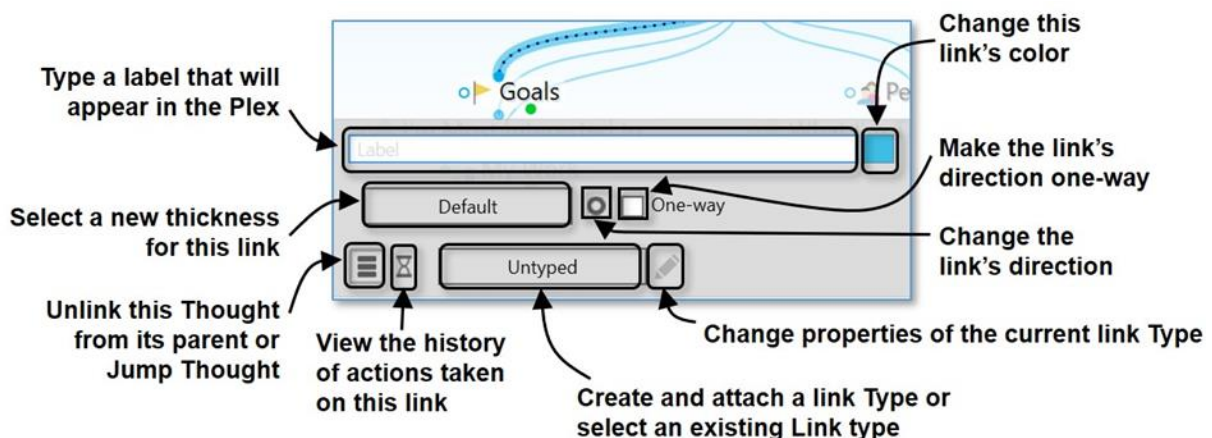 Change this
link's color
Type a label that will
appear in the Plex
Goals
Pe
Label
Make the link's
direction one-way
Select a new thickness
for this link
Default
One-way
Change the
link's direction
Untyped
Unlink this Thought
from its parent or
Jump Thought
View the history
of actions taken
on this link
Change properties of the current link Type
Create and attach a link Type or
select an existing Link type